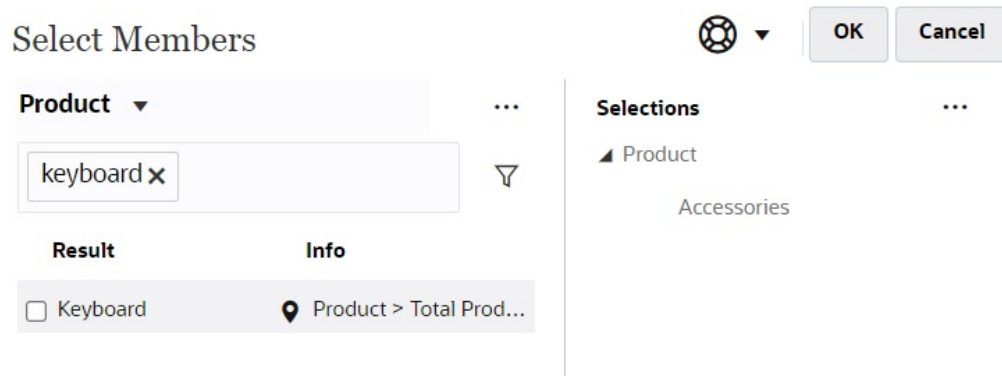 Select Members
OK
Cancel
Product
...
keyboard
Result
Info
Keyboard
Product > Total Prod...
Selections
...
Product
Accessories